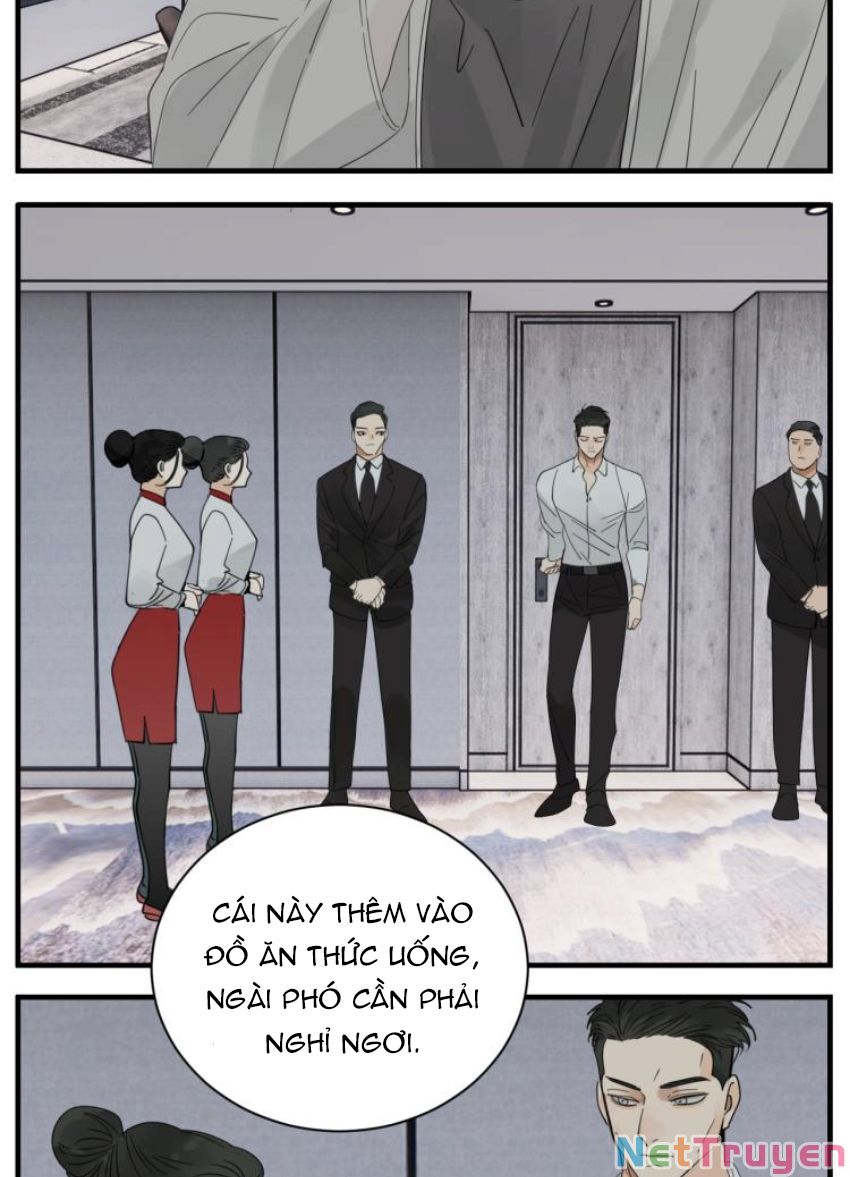 CÁI NÀY THÊM VÀO
ĐỒ ĂN THỨC UỐNG,
NGÀI PHÓ CẦN PHẢI
NGHỈ NGƠI.
NetTruyen